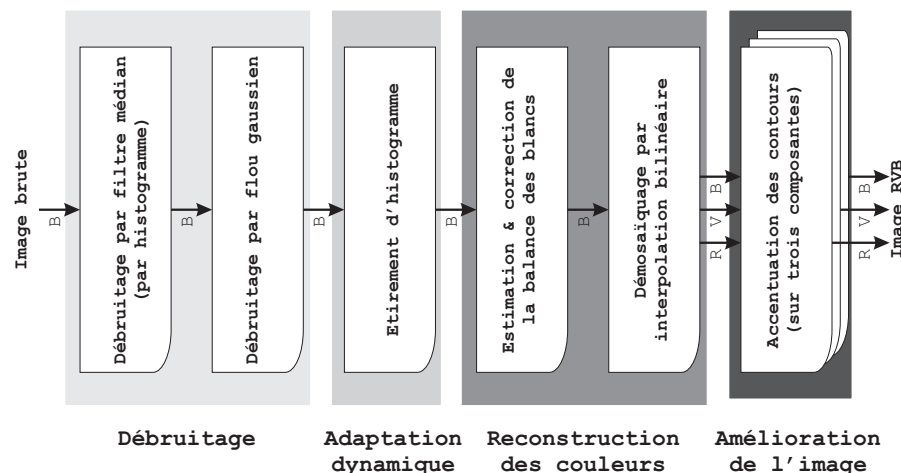 Image brute
B
Débruitage par filtre médian
(par histogramme)
B
Débruitage par flou gaussien
B
Etirement d'histogramme
B
Estimation & correction de
la balance des blancs
B
Démosaïquage par
interpolation bilinéaire
B
V
R
Accentuation des contours
(sur trois composantes)
B
V
R
Image RVB
Débruitage
Adaptation
dynamique
Reconstruction
des couleurs
Amélioration
de l'image